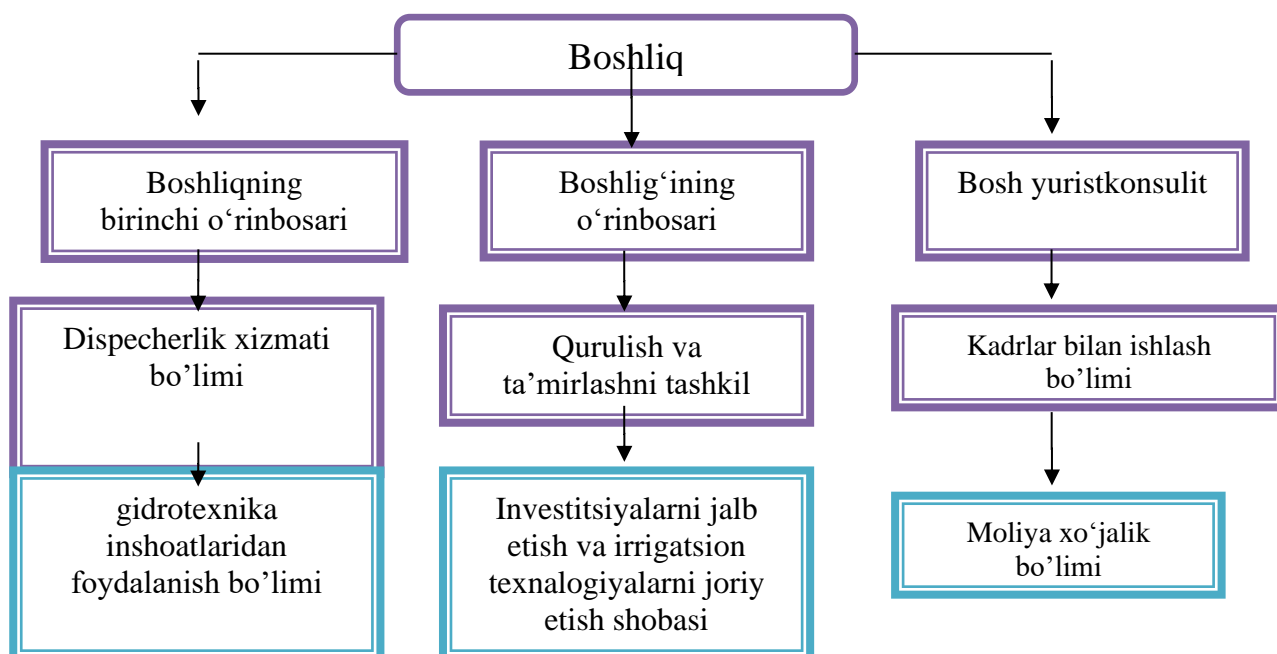 Boshliq
Boshliqning
birinchi o‘rinbosari
Boshlig‘ining
o‘rinbosari
Bosh yuristkonsulit
Dispecherlik xizmati
bo’limi
Qurulish va
ta’mirlashni tashkil
Kadrlar bilan ishlash
bo’limi
gidrotexnika
inshoatlaridan
foydalanish bo’limi
Investitsiyalarni jalb
etish va irrigatsion
texnalogiyalarni joriy
etish shobasi
Moliya xo‘jalik
bo’limi